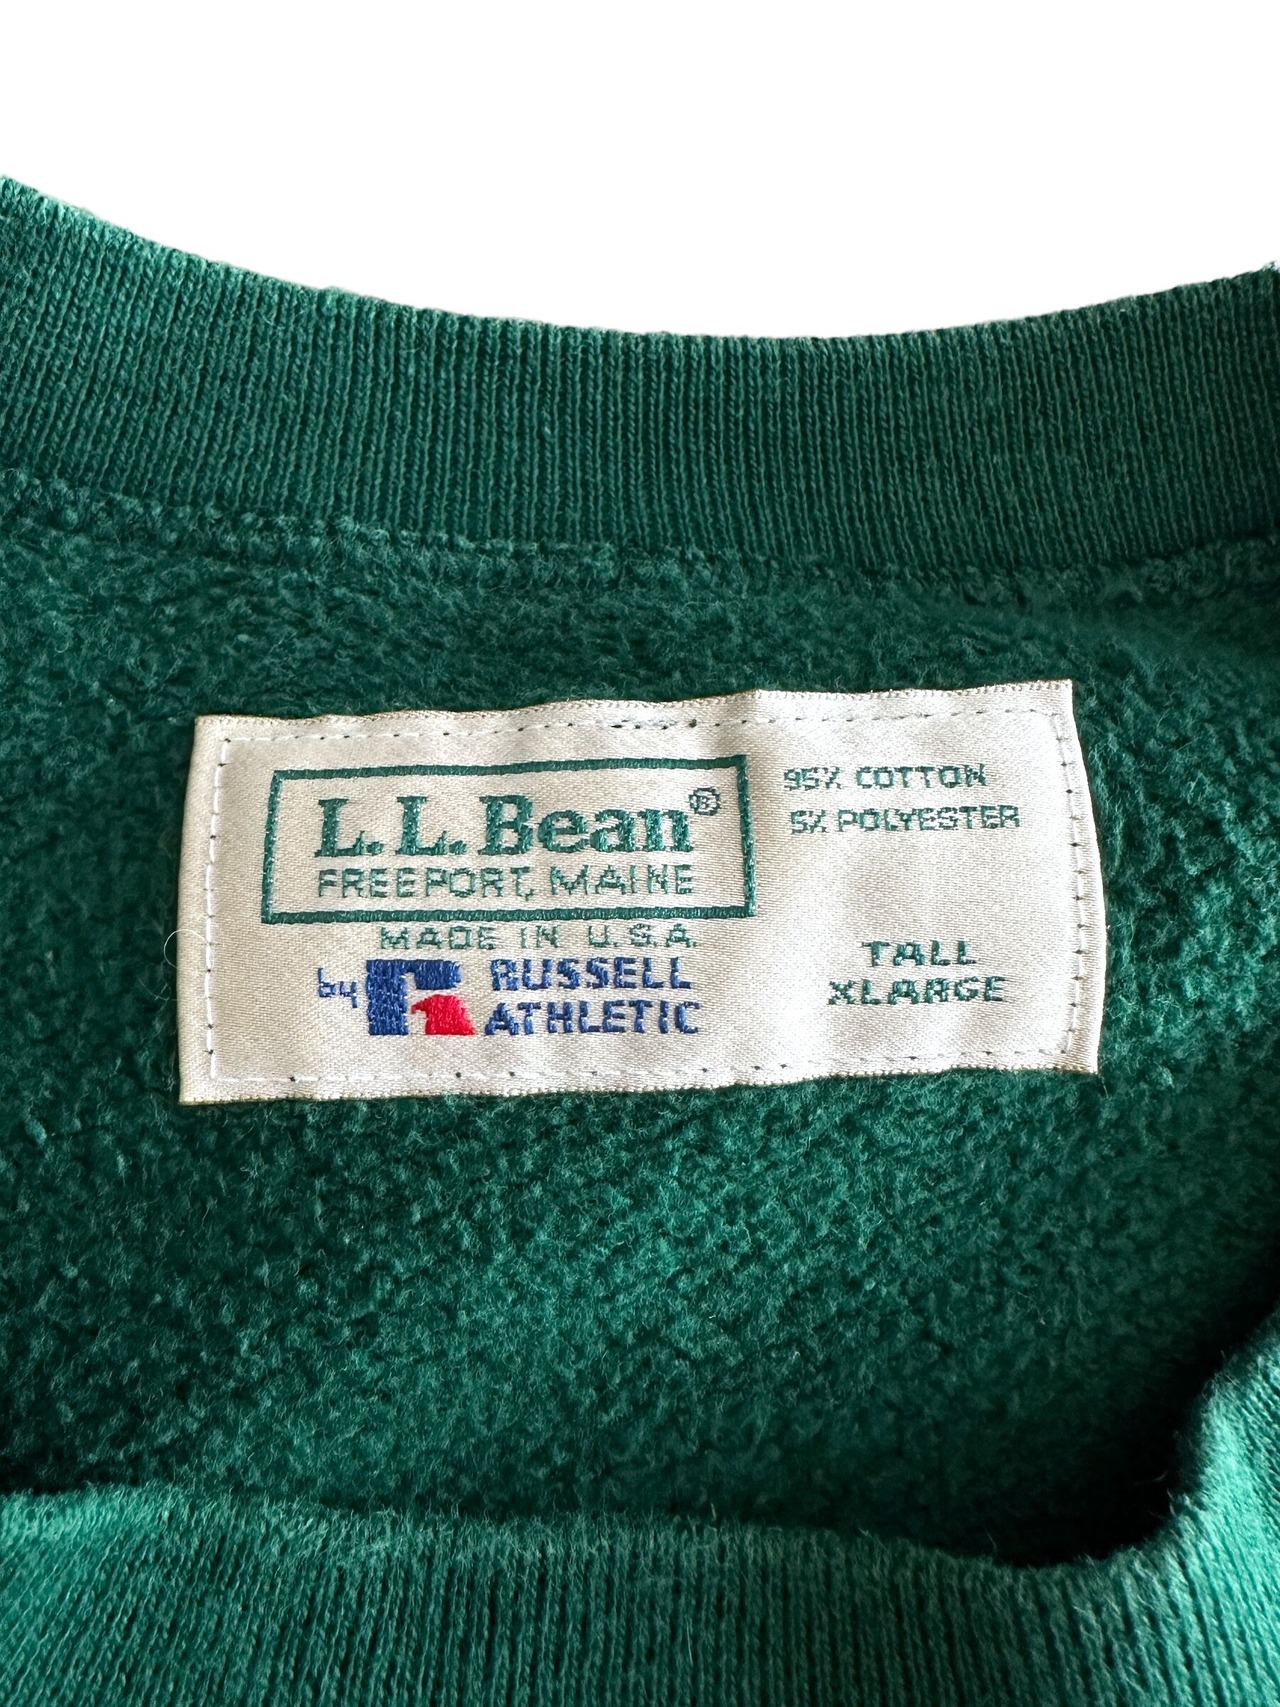 L.L.Bean®
FREEPORT, MAINE
MADE IN U.S.A.
by RUSSELL
ATHLETIC
95% COTTON
5% POLYESTER
TALL
XLARGE